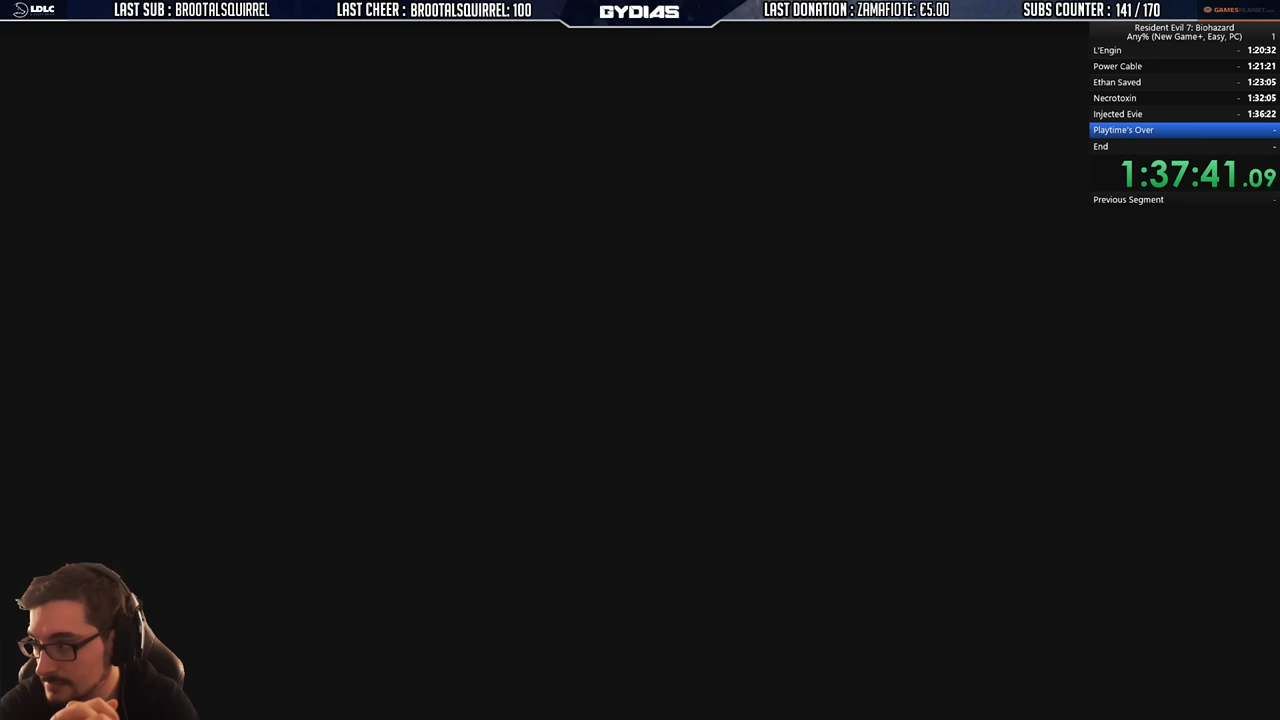 LDLC
LAST SUB : BROOTALSQUIRREL
LAST CHEER : BROOTALSQUIRREL: 100
GYDIAS
LAST DONATION : ZAMAFIOTE: €5.00
SUBS COUNTER : 141 / 170
GAMESPLANET
Resident Evil 7: Biohazard
Any% (New Game+, Easy, PC) 1
L'Engin - 1:20:32
Power Cable - 1:21:21
Ethan Saved - 1:23:05
Necrotoxin - 1:32:05
Injected Evie - 1:36:22
Playtime's Over -
End -
1:37:41.09
Previous Segment -